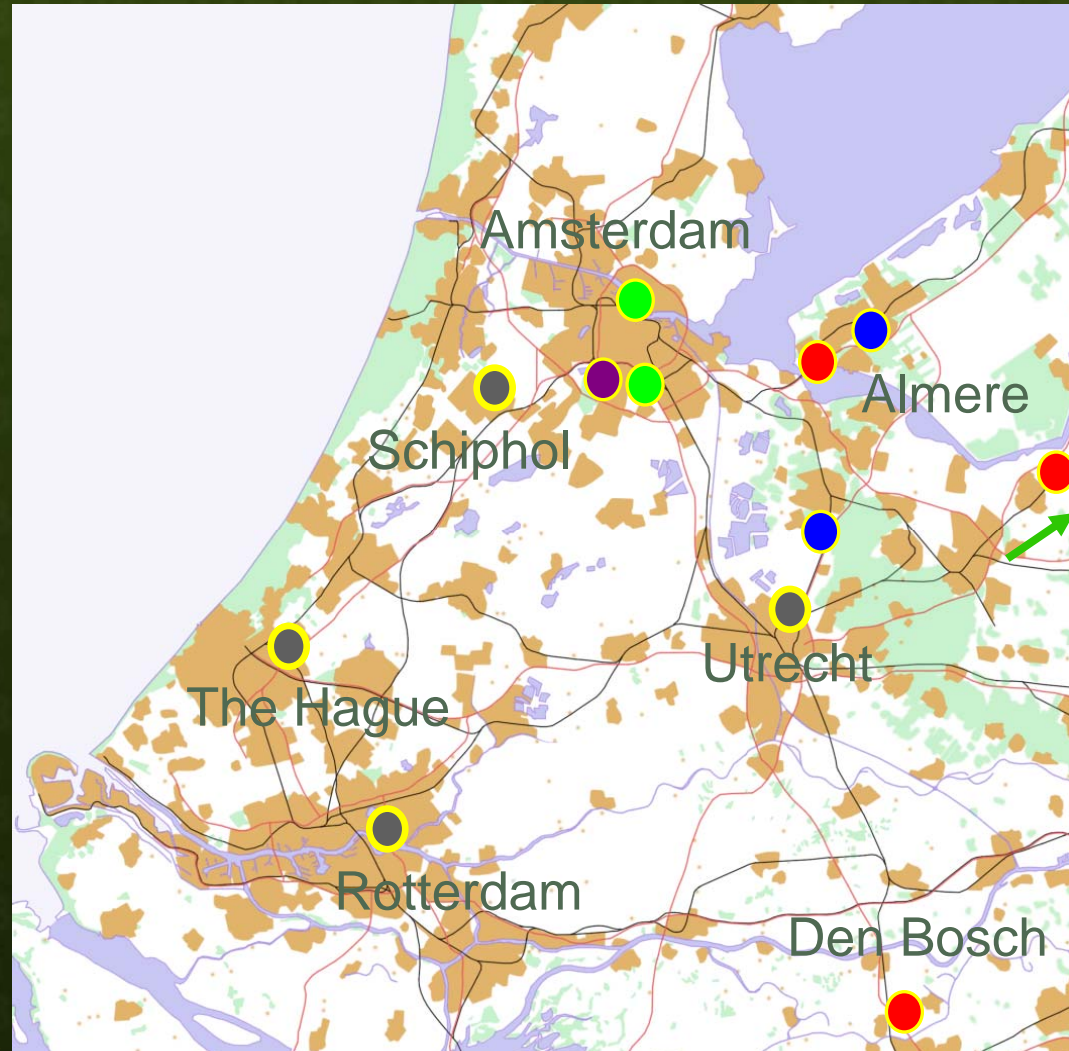 Amsterdam
Almere
Schiphol
Utrecht
The Hague
Rotterdam
Den Bosch